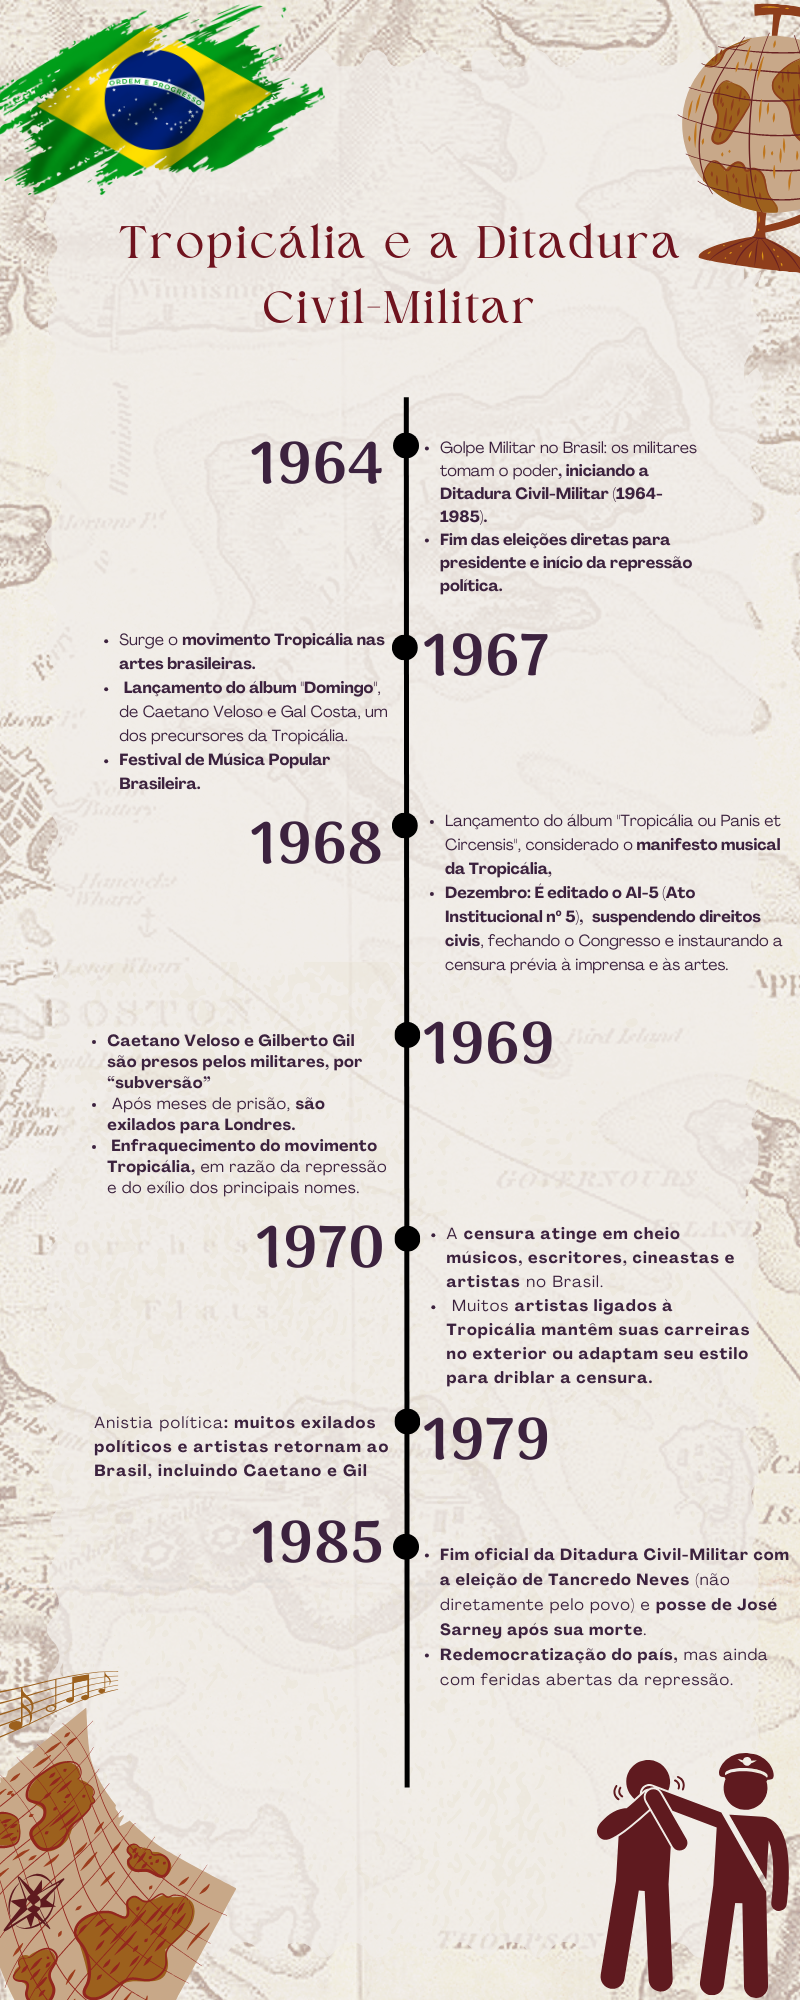 ORDEM E PROGRESSO
Tropicália e a Ditadura
Civil-Militar
1964
• Golpe Militar no Brasil: os militares
tomam o poder, iniciando a
Ditadura Civil-Militar (1964-
1985).
• Fim das eleições diretas para
presidente e início da repressão
política.
1967
• Surge o movimento Tropicália nas
artes brasileiras.
• Lançamento do álbum "Domingo",
de Caetano Veloso e Gal Costa, um
dos precursores da Tropicália.
• Festival de Música Popular
Brasileira.
1968
• Lançamento do álbum "Tropicália ou Panis et
Circensis", considerado o manifesto musical
da Tropicália,
• Dezembro: É editado o AI-5 (Ato
Institucional nº 5), suspendendo direitos
civis, fechando o Congresso e instaurando a
censura prévia à imprensa e às artes.
1969
• Caetano Veloso e Gilberto Gil
são presos pelos militares, por
“subversão”
• Após meses de prisão, são
exilados para Londres.
• Enfraquecimento do movimento
Tropicália, em razão da repressão
e do exílio dos principais nomes.
1970
• A censura atinge em cheio
músicos, escritores, cineastas e
artistas no Brasil.
• Muitos artistas ligados à
Tropicália mantêm suas carreiras
no exterior ou adaptam seu estilo
para driblar a censura.
1979
Anistia política: muitos exilados
políticos e artistas retornam ao
Brasil, incluindo Caetano e Gil
1985
• Fim oficial da Ditadura Civil-Militar com
a eleição de Tancredo Neves (não
diretamente pelo povo) e posse de José
Sarney após sua morte.
• Redemocratização do país, mas ainda
com feridas abertas da repressão.
BOSTON
Bird Island
GOVERNOURS
ISLAND
Flats
THOMPSON